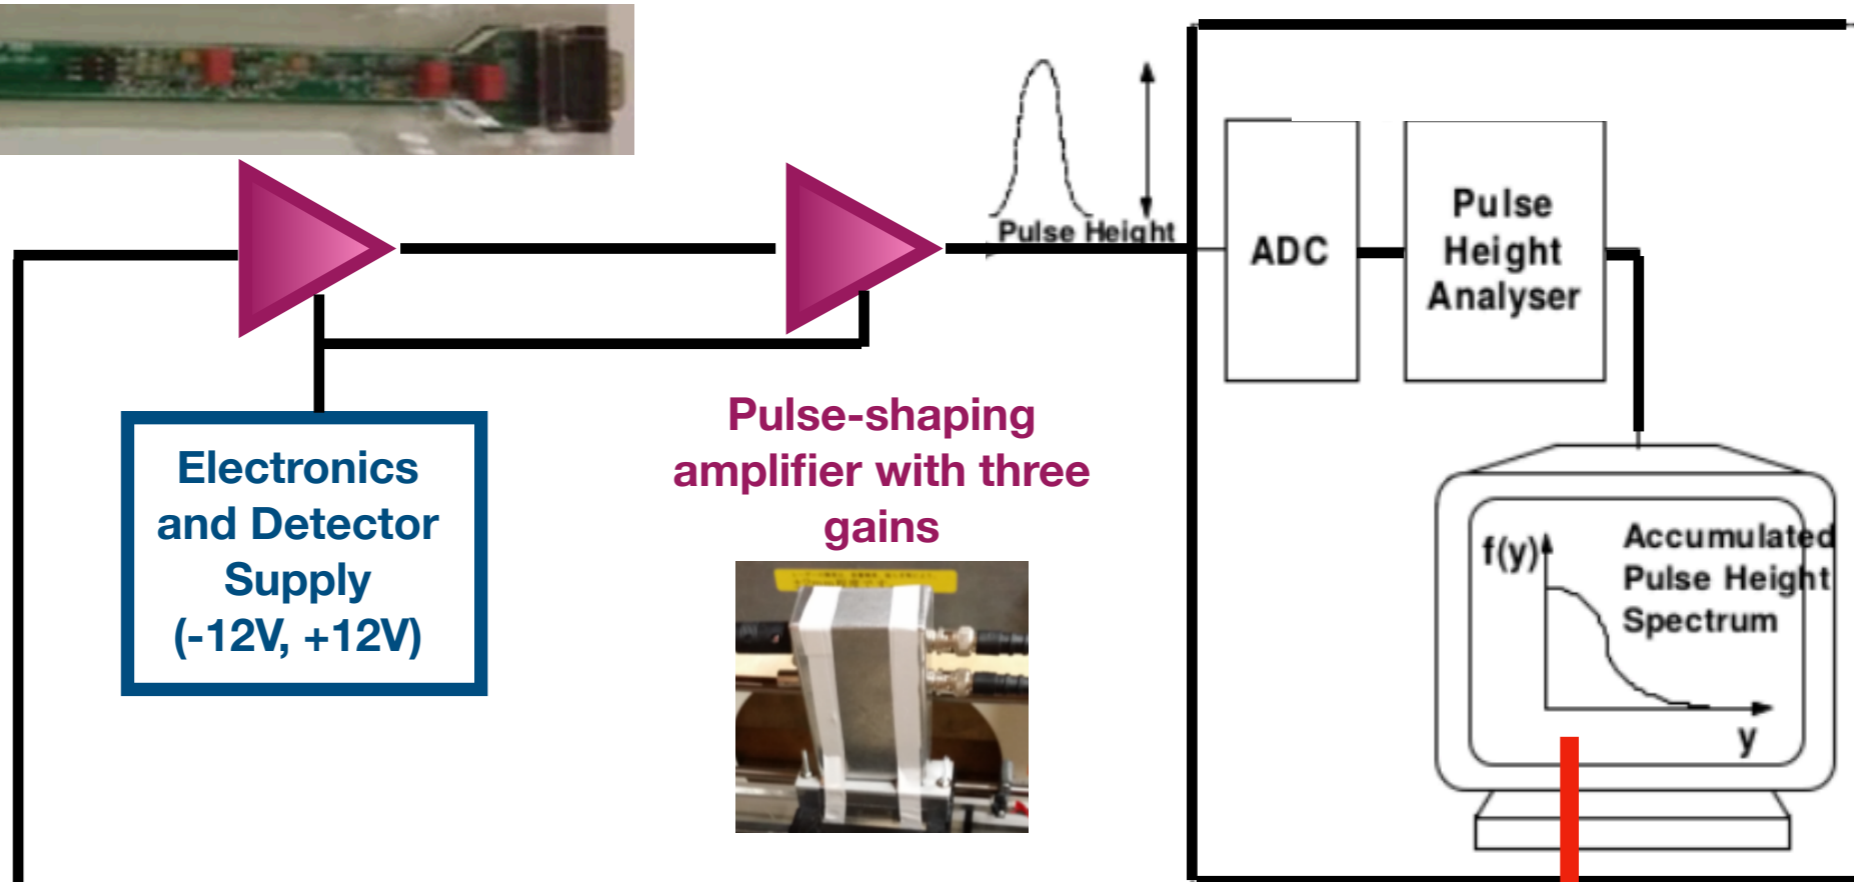 Pulse Height
ADC
Pulse
Height
Analyser
Electronics
and Detector
Supply
(-12V, +12V)
Pulse-shaping
amplifier with three
gains
f(y)
Accumulated
Pulse Height
Spectrum
y